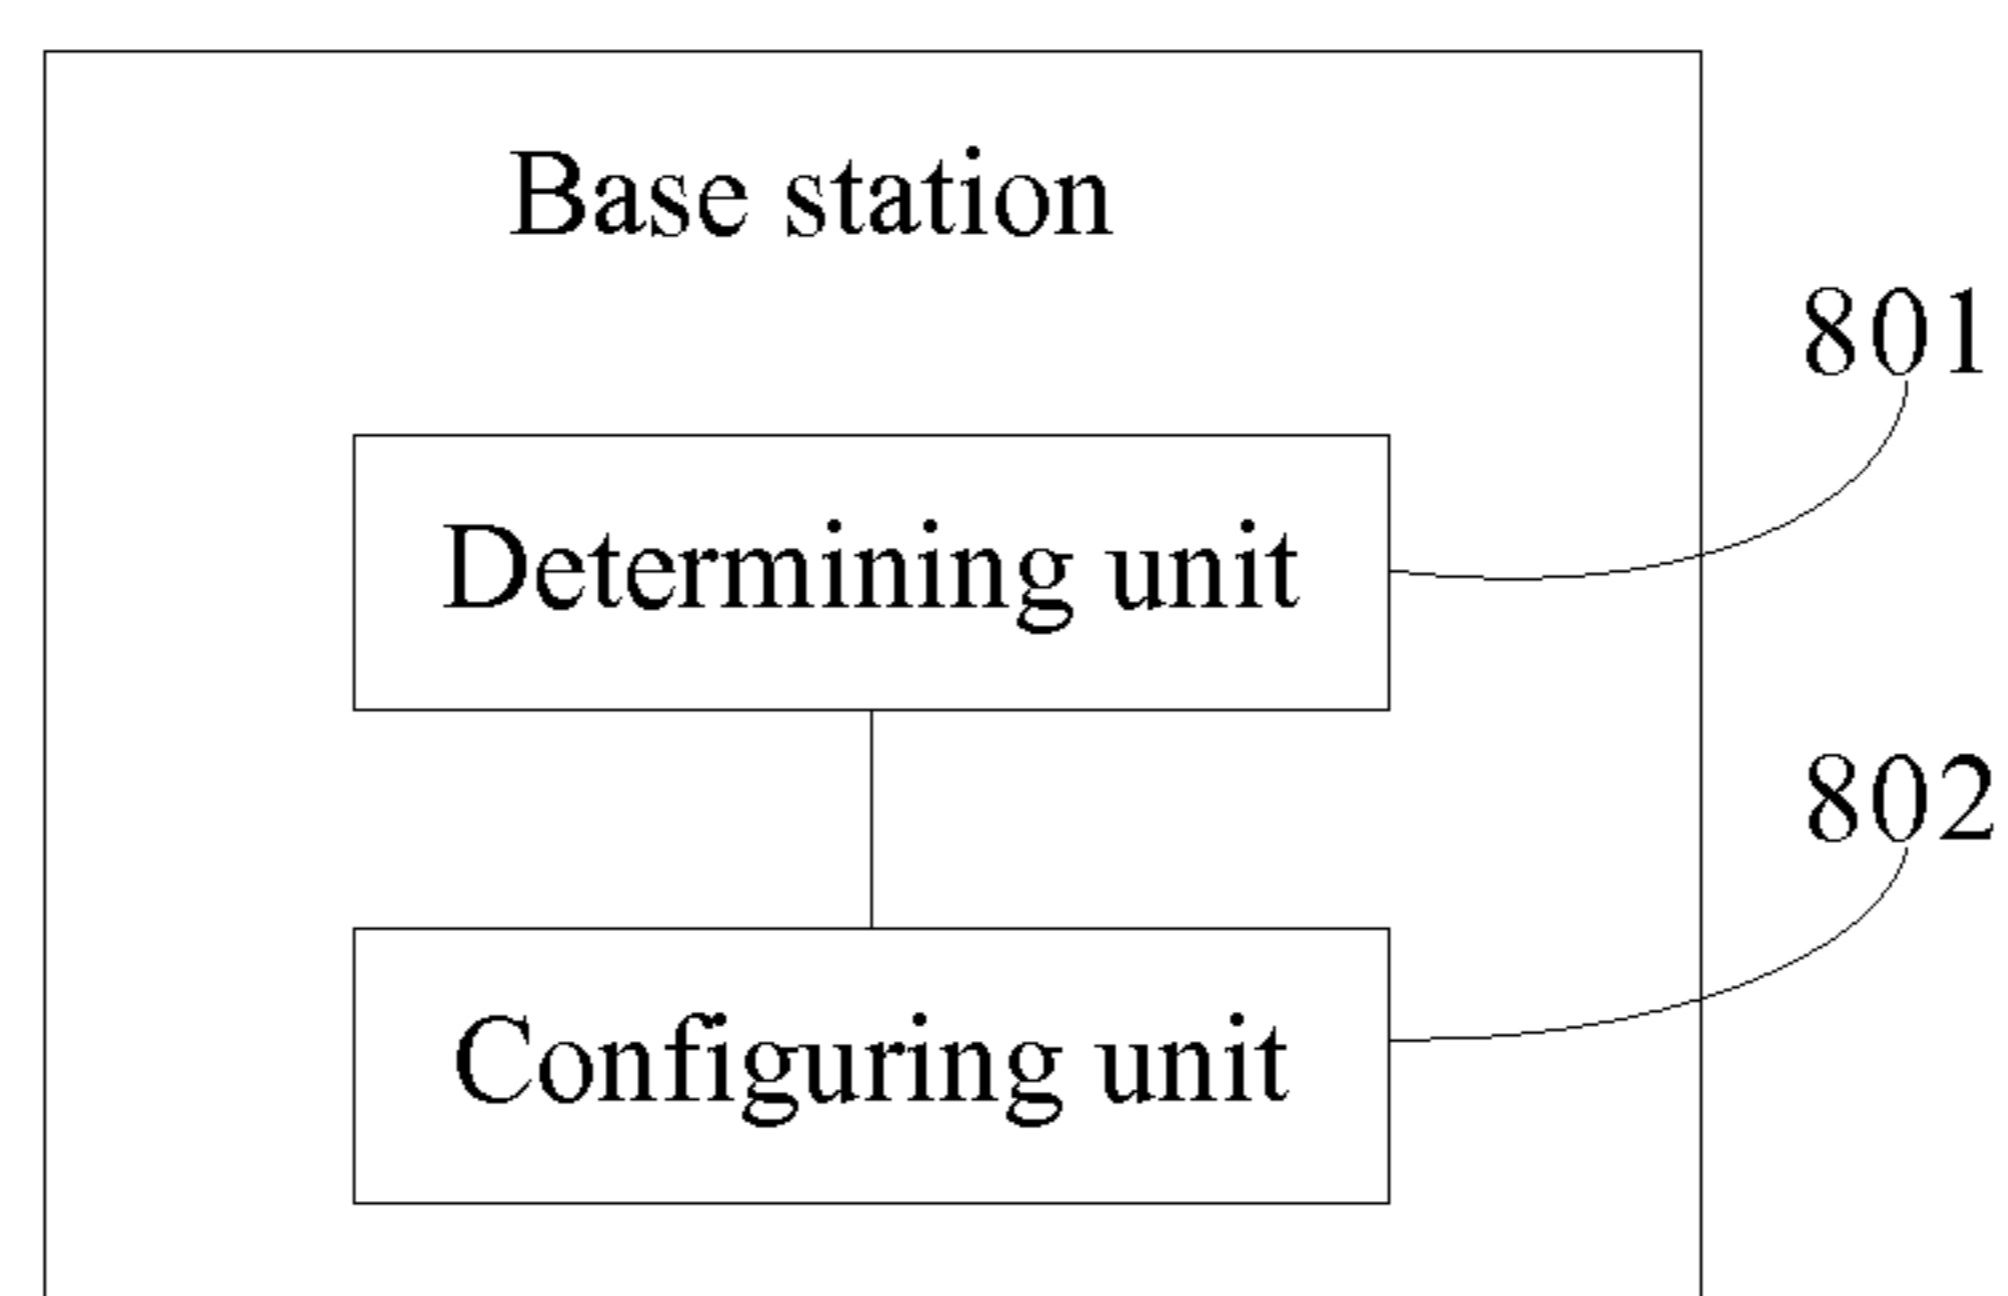 Base station
801
Determining unit
802
Configuring unit